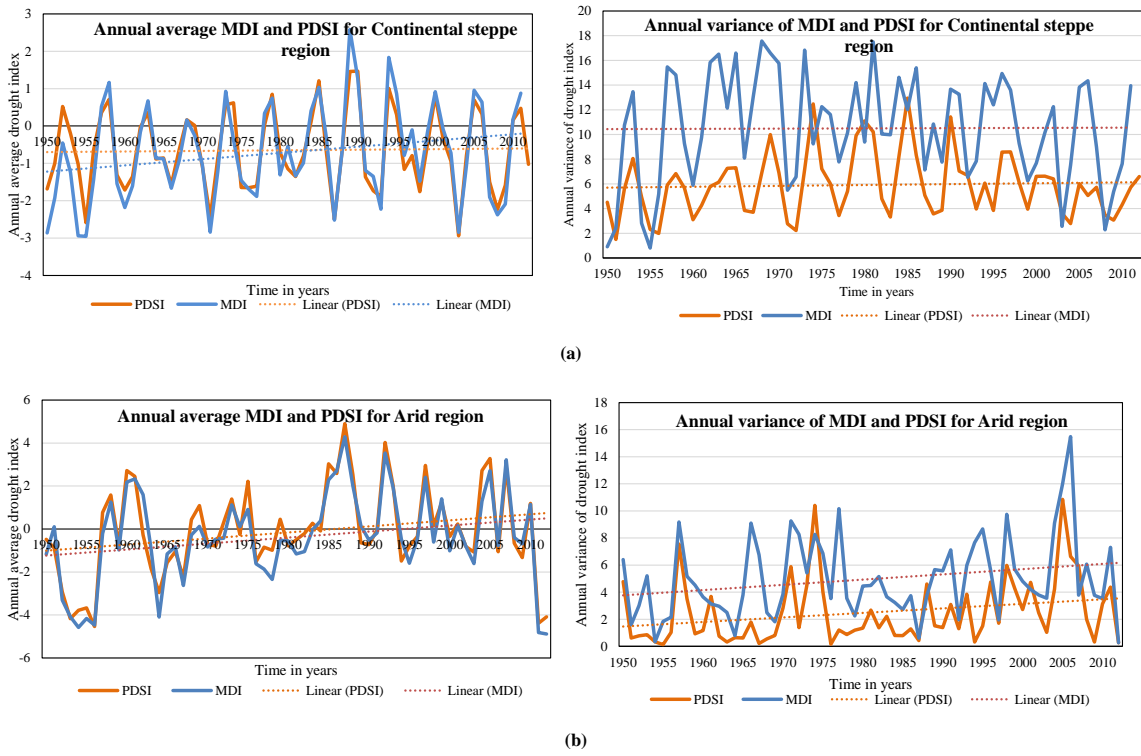 Annual average MDI and PDSI for Continental steppe
region
Annual average drought index
3
2
1
0
-1
-2
-3
-4
1950 1955 1960 1965 1970 1975 1980 1985 1990 1995 2000 2005 2010
Time in years
PDSI MDI Linear (PDSI) Linear (MDI)
Annual variance of MDI and PDSI for Continental steppe
region
Annual variance of drought index
20
18
16
14
12
10
8
6
4
2
0
1950 1955 1960 1965 1970 1975 1980 1985 1990 1995 2000 2005 2010
Time in years
PDSI MDI Linear (PDSI) Linear (MDI)
(a)
Annual average MDI and PDSI for Arid region
Annual average drought index
6
4
2
0
-2
-4
-6
1950 1955 1960 1965 1970 1975 1980 1985 1990 1995 2000 2005 2010
Time in years
PDSI MDI Linear (PDSI) Linear (MDI)
Annual variance of MDI and PDSI for Arid region
Annual variance of drought index
18
16
14
12
10
8
6
4
2
0
1950 1955 1960 1965 1970 1975 1980 1985 1990 1995 2000 2005 2010
Time in years
PDSI MDI Linear (PDSI) Linear (MDI)
(b)